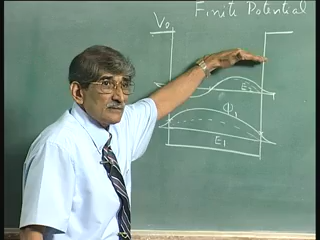 Finite Potential
V₀
E₂
Φ₁
E₁